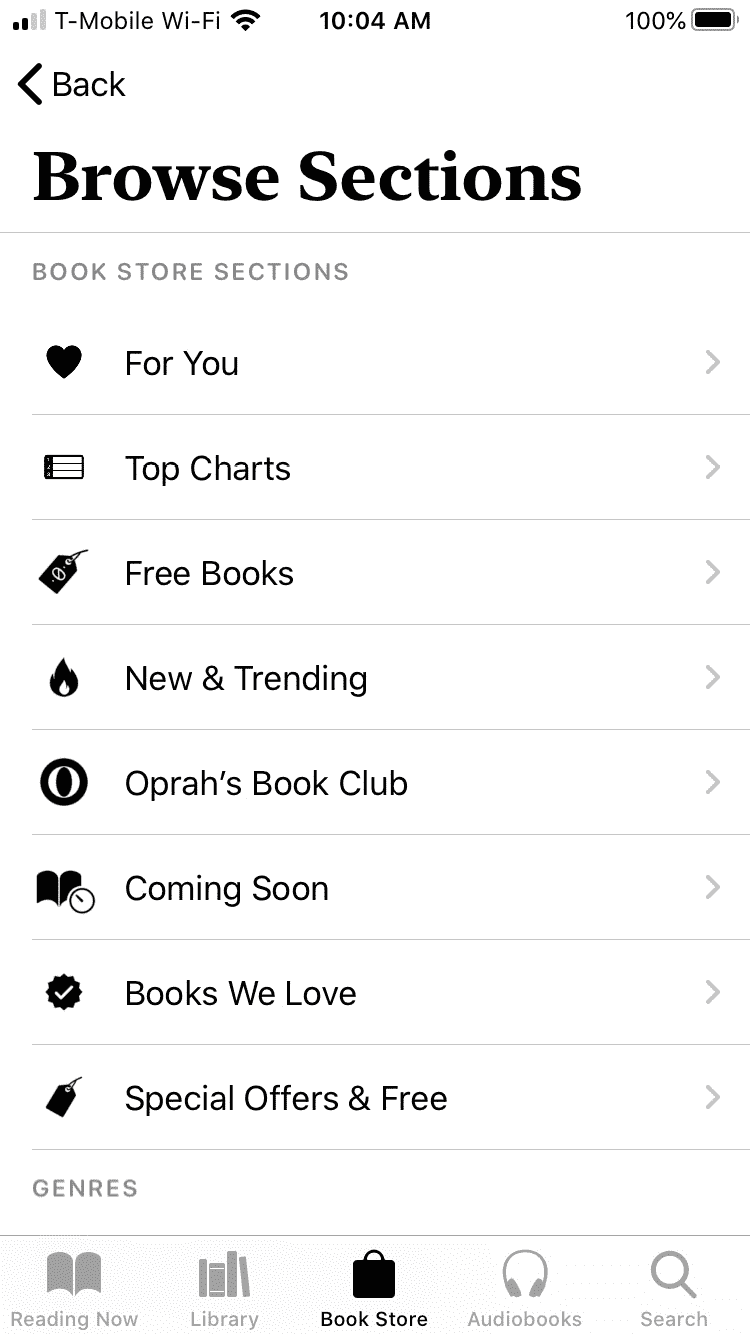 T-Mobile Wi-Fi 10:04 AM 100%
Back
Browse Sections
BOOK STORE SECTIONS
For You
Top Charts
Free Books
New & Trending
Oprah’s Book Club
Coming Soon
Books We Love
Special Offers & Free
GENRES
Reading Now Library Book Store Audiobooks Search